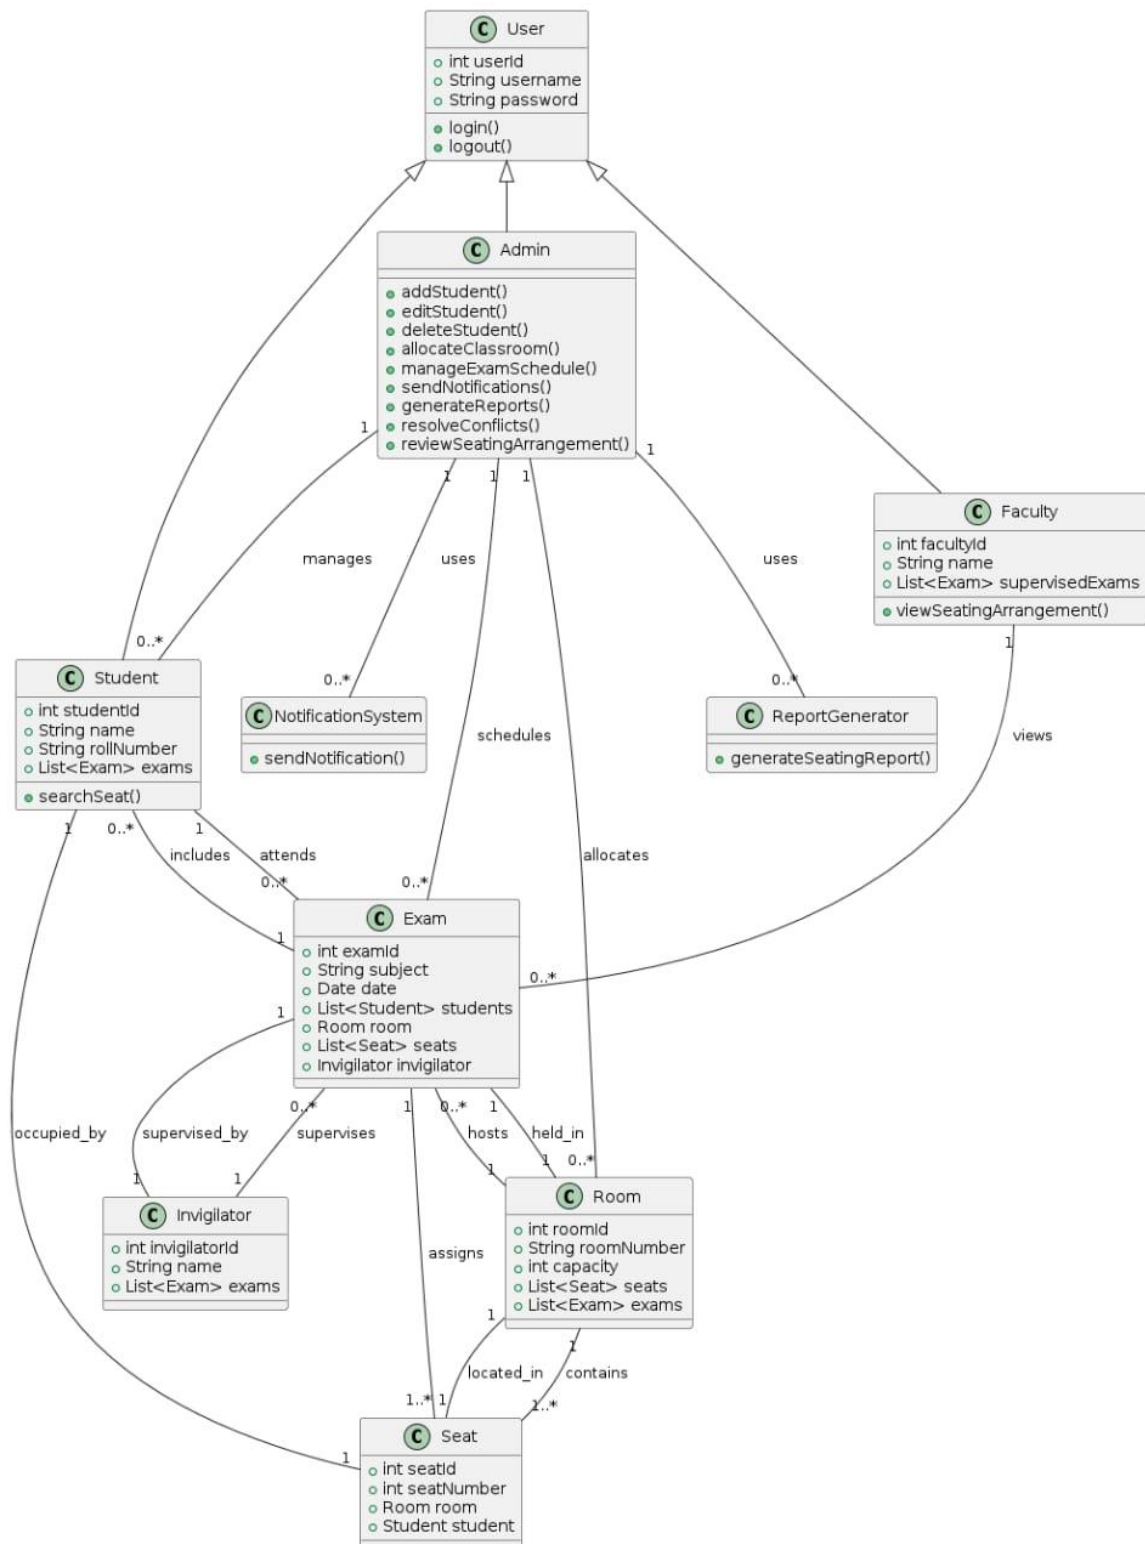 C User
int userId
String username
String password
login()
logout()
C Admin
addStudent()
editStudent()
deleteStudent()
allocateClassroom()
manageExamSchedule()
sendNotifications()
generateReports()
resolveConflicts()
reviewSeatingArrangement()
1
1
1
1
1
C Faculty
int facultyId
String name
List<Exam> supervisedExams
viewSeatingArrangement()
manages
uses
uses
0..*
1
C Student
int studentId
String name
String rollNumber
List<Exam> exams
searchSeat()
0..*
C NotificationSystem
sendNotification()
schedules
0..*
C ReportGenerator
generateSeatingReport()
views
1
0..*
1
includes
attends
allocates
0..*
0..*
1
C Exam
int examId
String subject
Date date
List<Student> students
Room room
List<Seat> seats
Invigilator invigilator
0..*
1
0..*
1
0..*
1
occupied_by
supervised_by
supervises
hosts
held_in
1
1
1
1
0..*
C Invigilator
int invigilatorId
String name
List<Exam> exams
assigns
C Room
int roomId
String roomNumber
int capacity
List<Seat> seats
List<Exam> exams
1
1
located_in
contains
1..*
1
1..*
1
C Seat
int seatId
int seatNumber
Room room
Student student